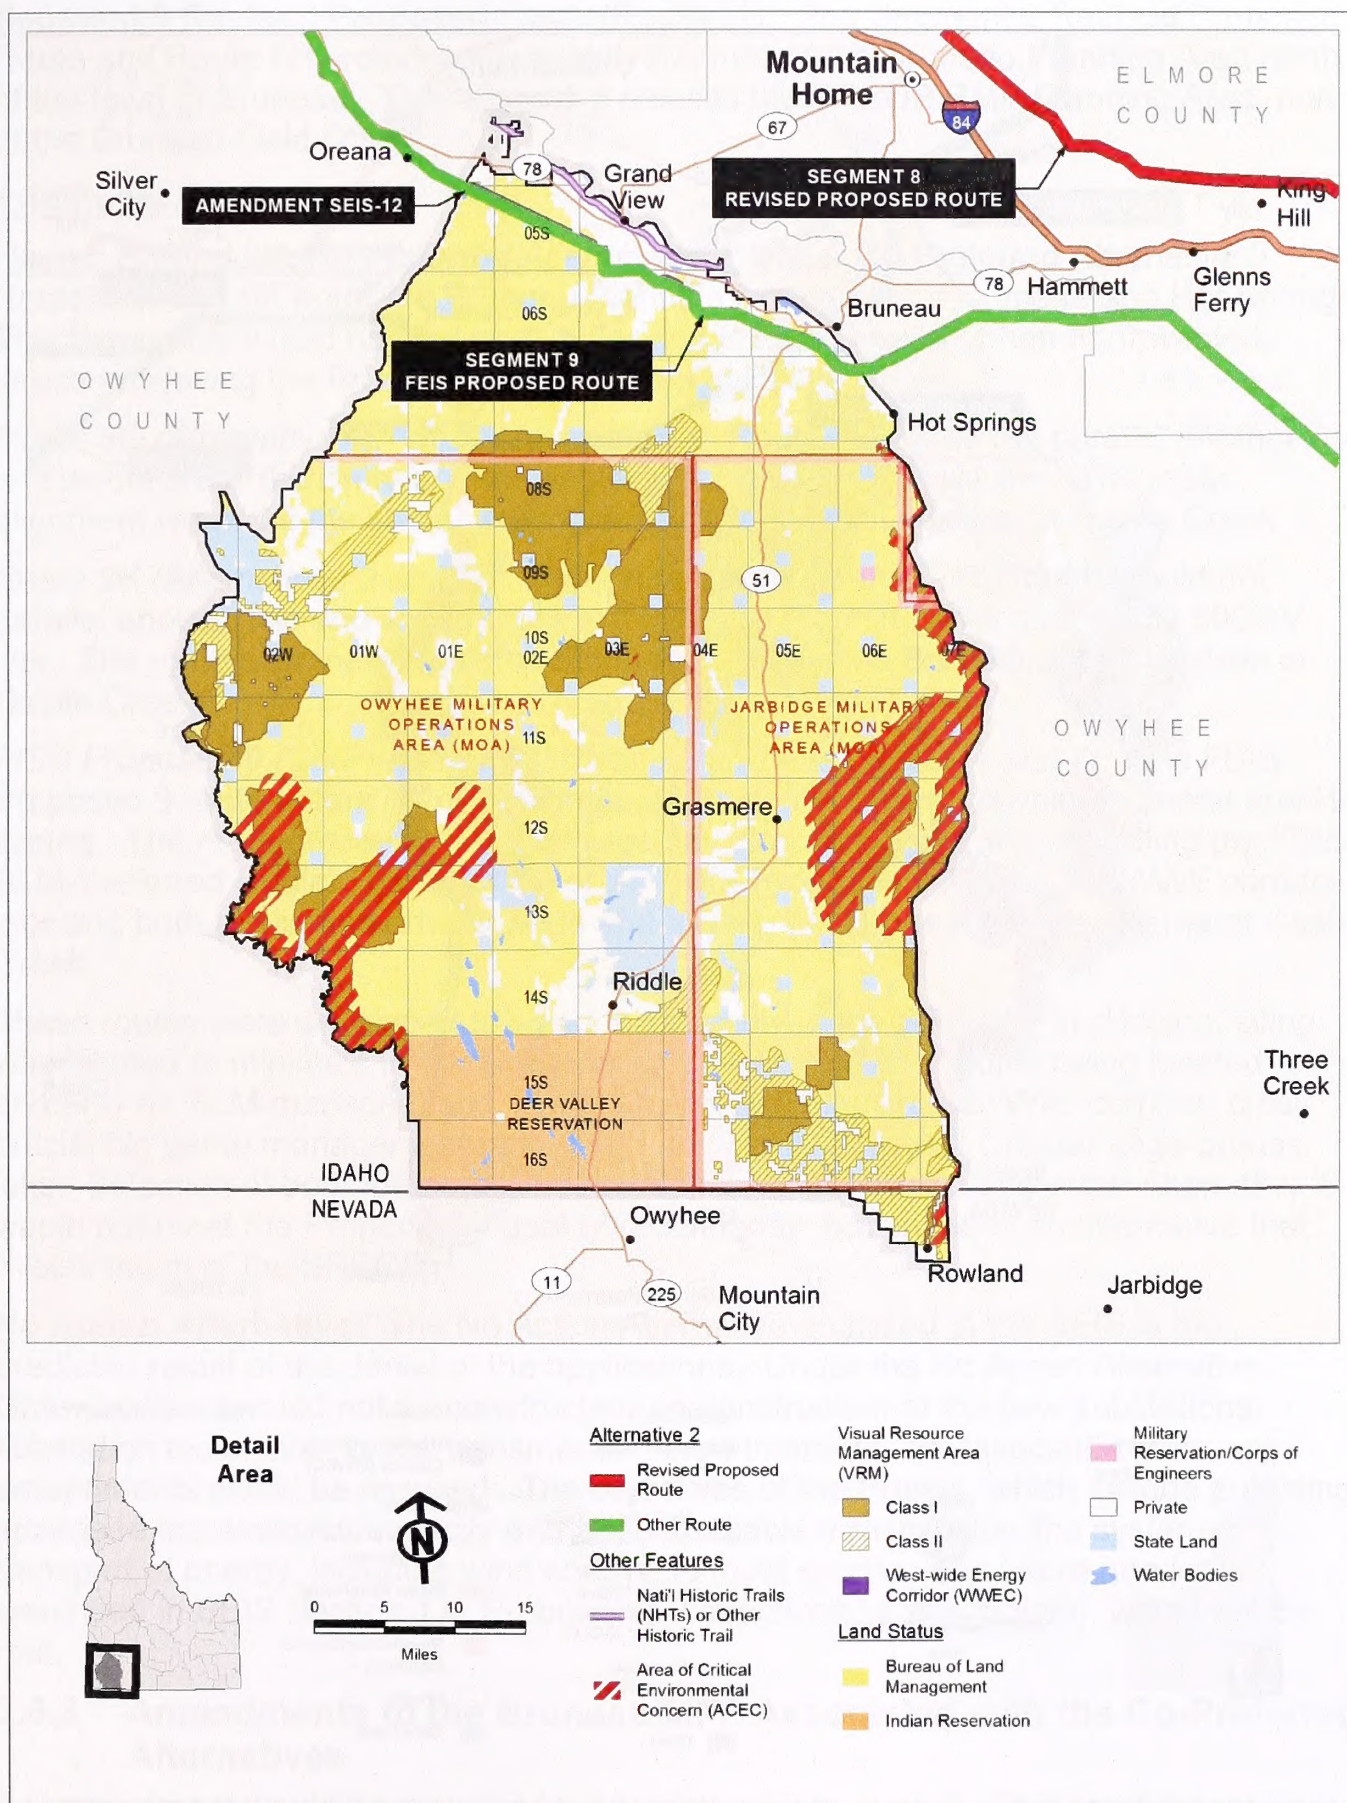 Mountain
Home
ELMORE
COUNTY
84
67
Oreana
78
Grand
View
SEGMENT 8
REVISED PROPOSED ROUTE
King
Hill
Silver
City
AMENDMENT SEIS-12
05S
78
Hammett
Glenns
Ferry
06S
Bruneau
SEGMENT 9
FEIS PROPOSED ROUTE
OWYHEE
COUNTY
Hot Springs
08S
09S
51
10S
02W
01W
01E
02E
03E
04E
05E
06E
07E
OWYHEE MILITARY
OPERATIONS
AREA (MOA)
JARBIDGE MILITARY
OPERATIONS
AREA (MOA)
11S
OWYHEE
COUNTY
Grasmere
12S
13S
Riddle
14S
Three
Creek
15S
DEER VALLEY
RESERVATION
16S
IDAHO
NEVADA
Owyhee
Rowland
11
225
Mountain
City
Jarbidge
Detail
Area
N
0 5 10 15
Miles
Alternative 2
Revised Proposed
Route
Other Route
Other Features
Nati'l Historic Trails
(NHTs) or Other
Historic Trail
Area of Critical
Environmental
Concern (ACEC)
Visual Resource
Management Area
(VRM)
Class I
Class II
West-wide Energy
Corridor (WWEC)
Land Status
Bureau of Land
Management
Indian Reservation
Military
Reservation/Corps of
Engineers
Private
State Land
Water Bodies